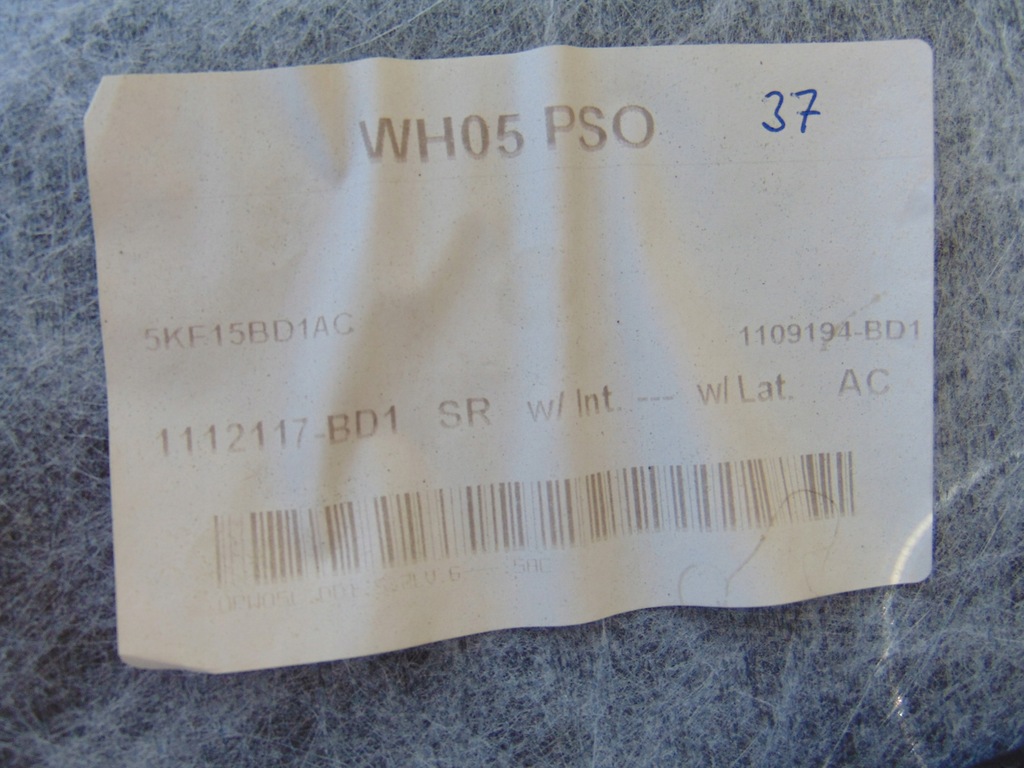 WH05 PSO 37
5KF15BD1AC 1109194-BD1
1112117-BD1 SR w/ Int. --- w/ Lat. AC